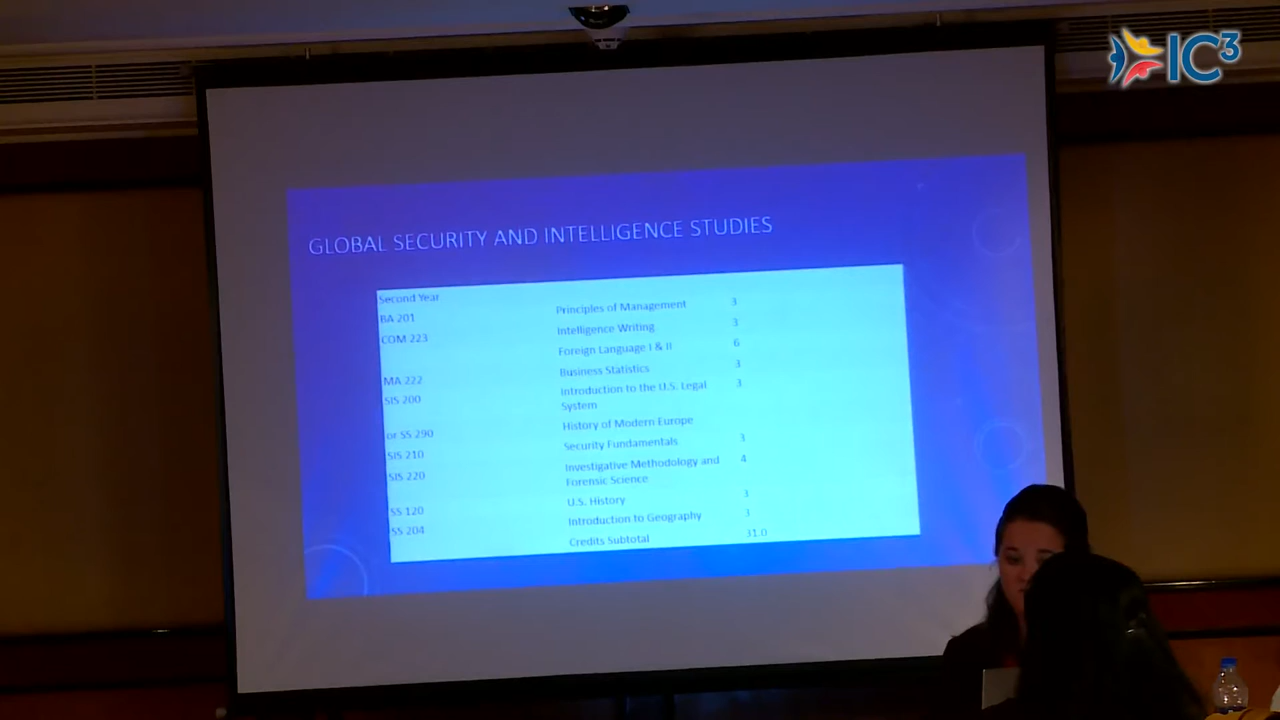 IC3
GLOBAL SECURITY AND INTELLIGENCE STUDIES
Second Year
BA 201 Principles of Management 3
COM 223 Intelligence Writing 3
Foreign Language I & II 6
MA 222 Business Statistics 3
SIS 200 Introduction to the U.S. Legal 3
System
or SS 290 History of Modern Europe
SIS 210 Security Fundamentals 3
SIS 220 Investigative Methodology and 4
Forensic Science
SS 120 U.S. History 3
SS 204 Introduction to Geography 3
Credits Subtotal 31.0